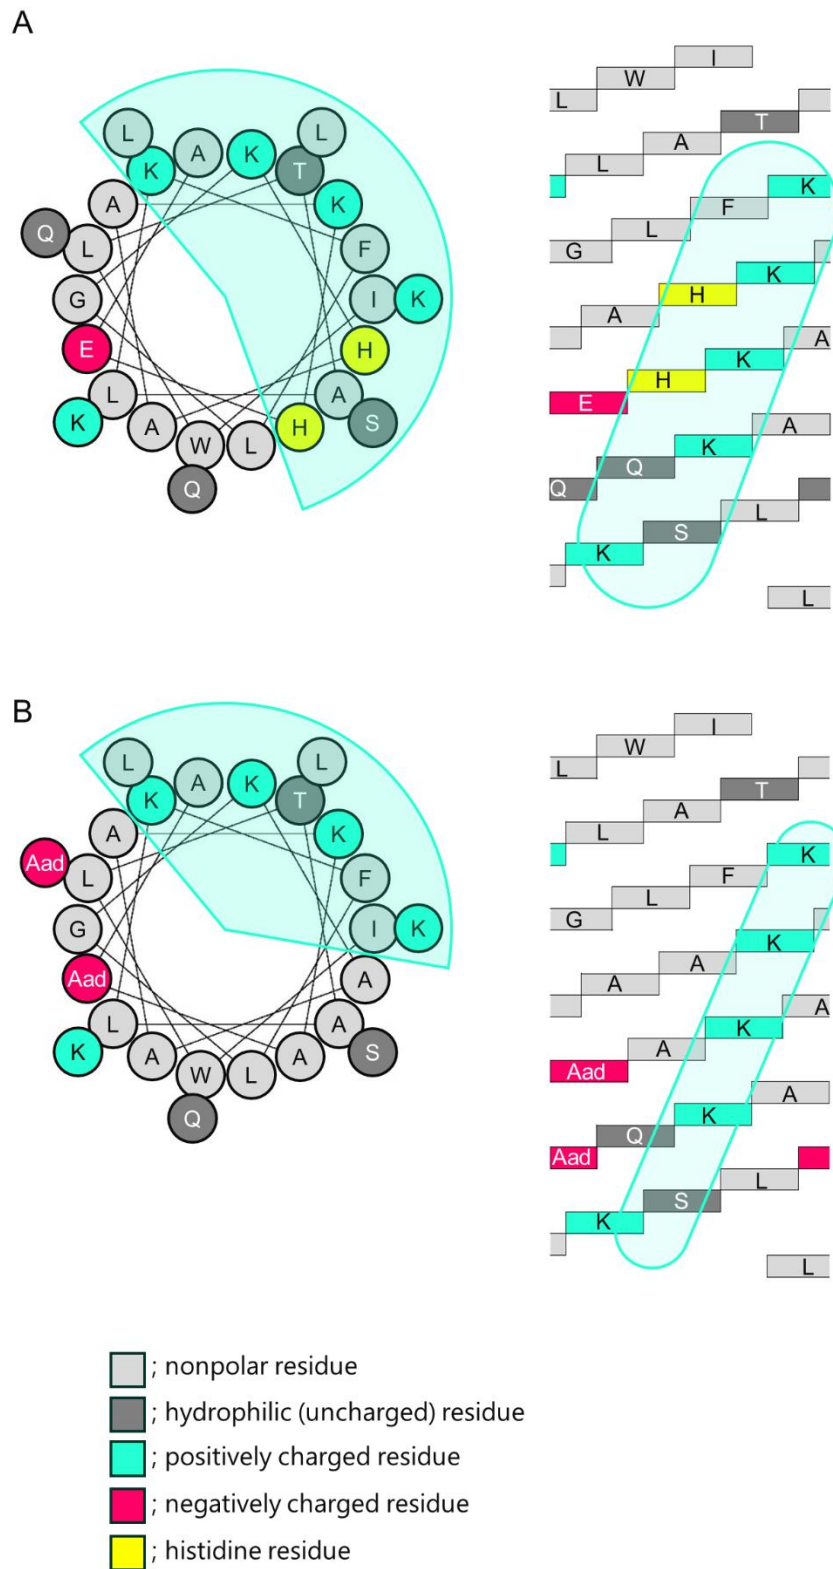 A
L
L
K
A
K
T
A
K
Q
L
F
G
I
K
E
H
L
A
K
A
H
S
W
L
Q
I
W
L
T
A
L
K
F
L
G
K
H
A
A
K
H
E
A
K
Q
Q
L
S
K
L
B
L
L
K
A
K
T
A
K
Aad
L
F
G
I
K
Aad
A
L
A
K
A
A
S
W
L
Q
I
W
L
T
A
L
K
F
L
G
K
A
A
A
K
A
Aad
A
K
Q
Aad
L
S
K
L
; nonpolar residue
; hydrophilic (uncharged) residue
; positively charged residue
; negatively charged residue
; histidine residue